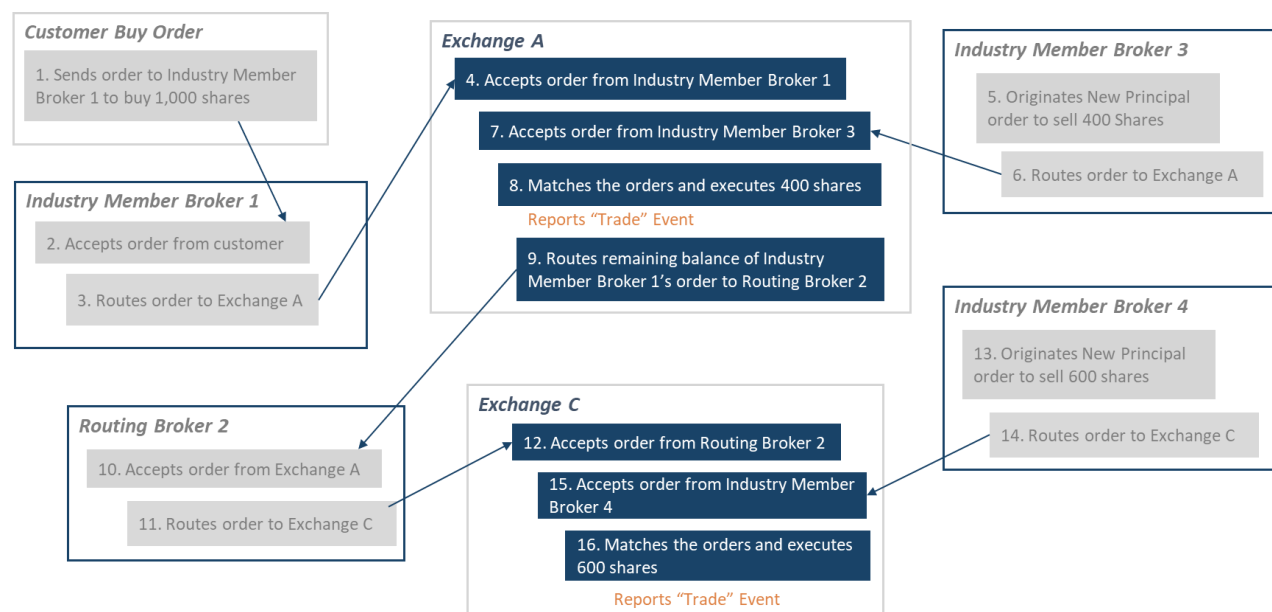 Customer Buy Order
1. Sends order to Industry Member
Broker 1 to buy 1,000 shares
Industry Member Broker 1
2. Accepts order from customer
3. Routes order to Exchange A
Exchange A
4. Accepts order from Industry Member Broker 1
7. Accepts order from Industry Member Broker 3
8. Matches the orders and executes 400 shares
Reports “Trade” Event
9. Routes remaining balance of Industry
Member Broker 1’s order to Routing Broker 2
Industry Member Broker 3
5. Originates New Principal
order to sell 400 Shares
6. Routes order to Exchange A
Routing Broker 2
10. Accepts order from Exchange A
11. Routes order to Exchange C
Exchange C
12. Accepts order from Routing Broker 2
15. Accepts order from Industry Member
Broker 4
16. Matches the orders and executes
600 shares
Reports “Trade” Event
Industry Member Broker 4
13. Originates New Principal
order to sell 600 shares
14. Routes order to Exchange C